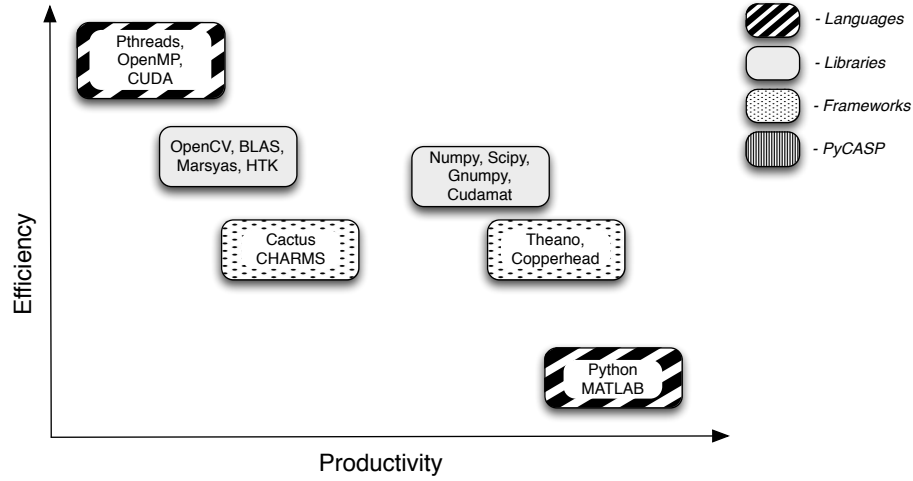 Pthreads,
OpenMP,
CUDA
- Languages
- Libraries
- Frameworks
- PyCASP
OpenCV, BLAS,
Marsyas, HTK
Numpy, Scipy,
Gnumpy,
Cudamat
Cactus
CHARMS
Theano,
Copperhead
Python
MATLAB
Efficiency
Productivity